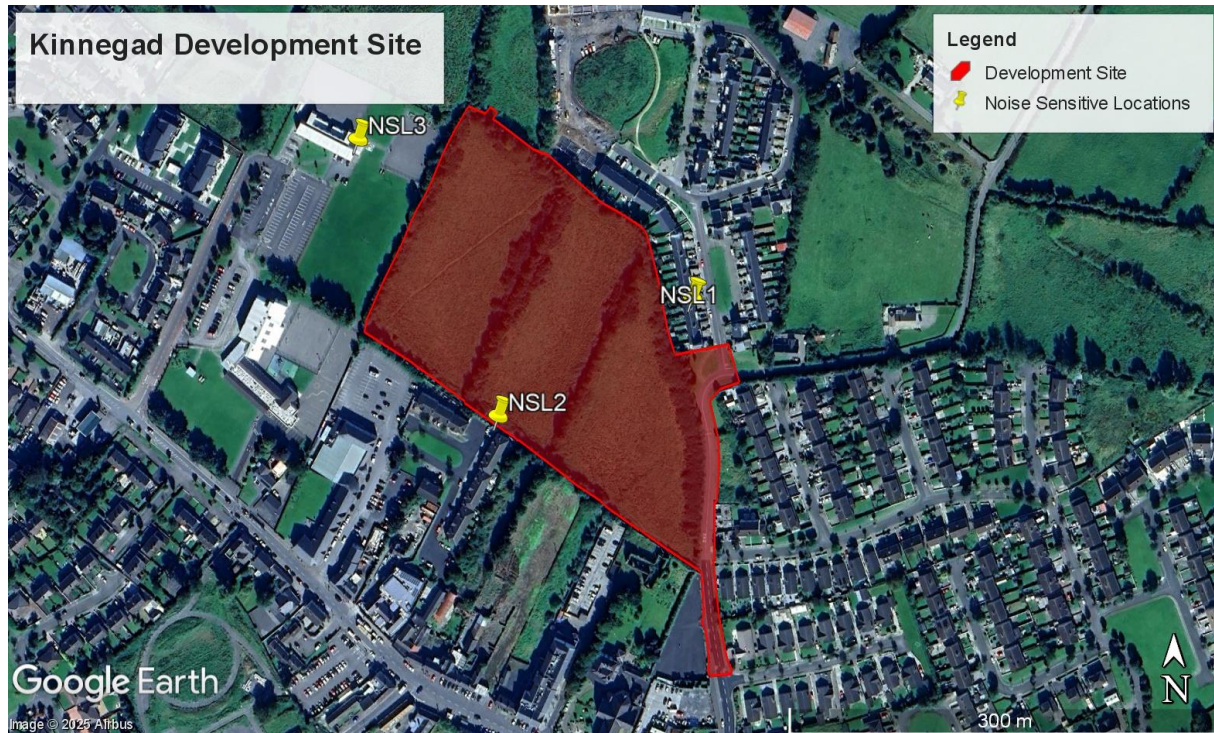 Kinnegad Development Site
Legend
Development Site
Noise Sensitive Locations
NSL3
NSL1
NSL2
Google Earth
Image © 2025 Airbus
N
300 m